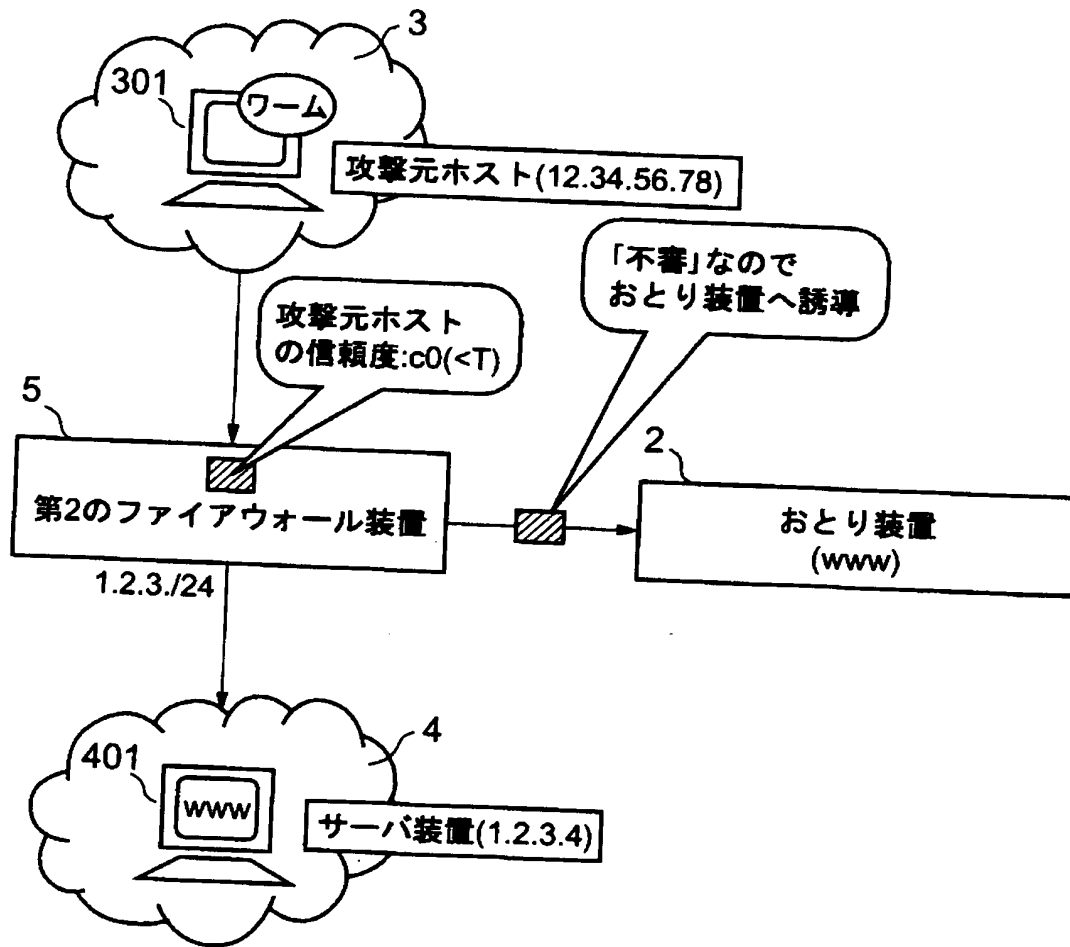 3
301
ワーム
攻撃元ホスト(12.34.56.78)
「不審」なので
おとり装置へ誘導
攻撃元ホスト
の信頼度:c0(<T)
5
2
第2のファイアウォール装置
おとり装置
(www)
1.2.3./24
4
401
www
サーバ装置(1.2.3.4)